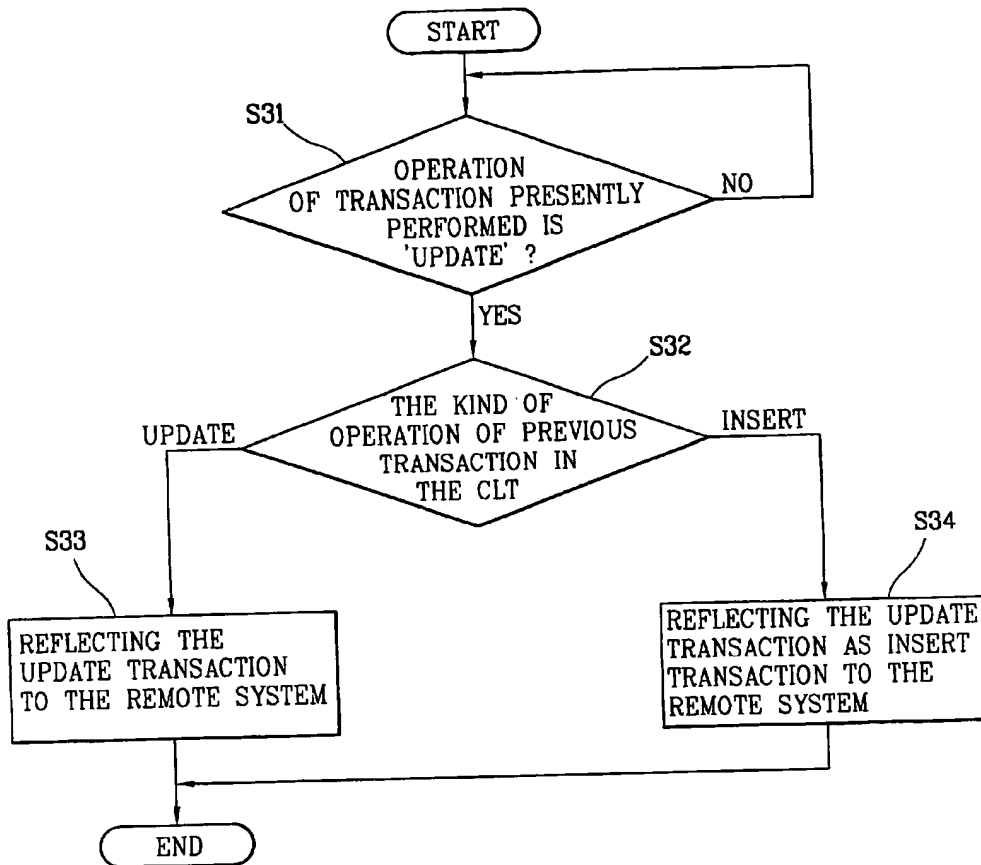 START
S31
OPERATION
OF TRANSACTION PRESENTLY
PERFORMED IS
'UPDATE' ?
NO
YES
S32
THE KIND OF
OPERATION OF PREVIOUS
TRANSACTION IN
THE CLT
UPDATE
INSERT
S33
REFLECTING THE
UPDATE TRANSACTION
TO THE REMOTE SYSTEM
S34
REFLECTING THE UPDATE
TRANSACTION AS INSERT
TRANSACTION TO THE
REMOTE SYSTEM
END